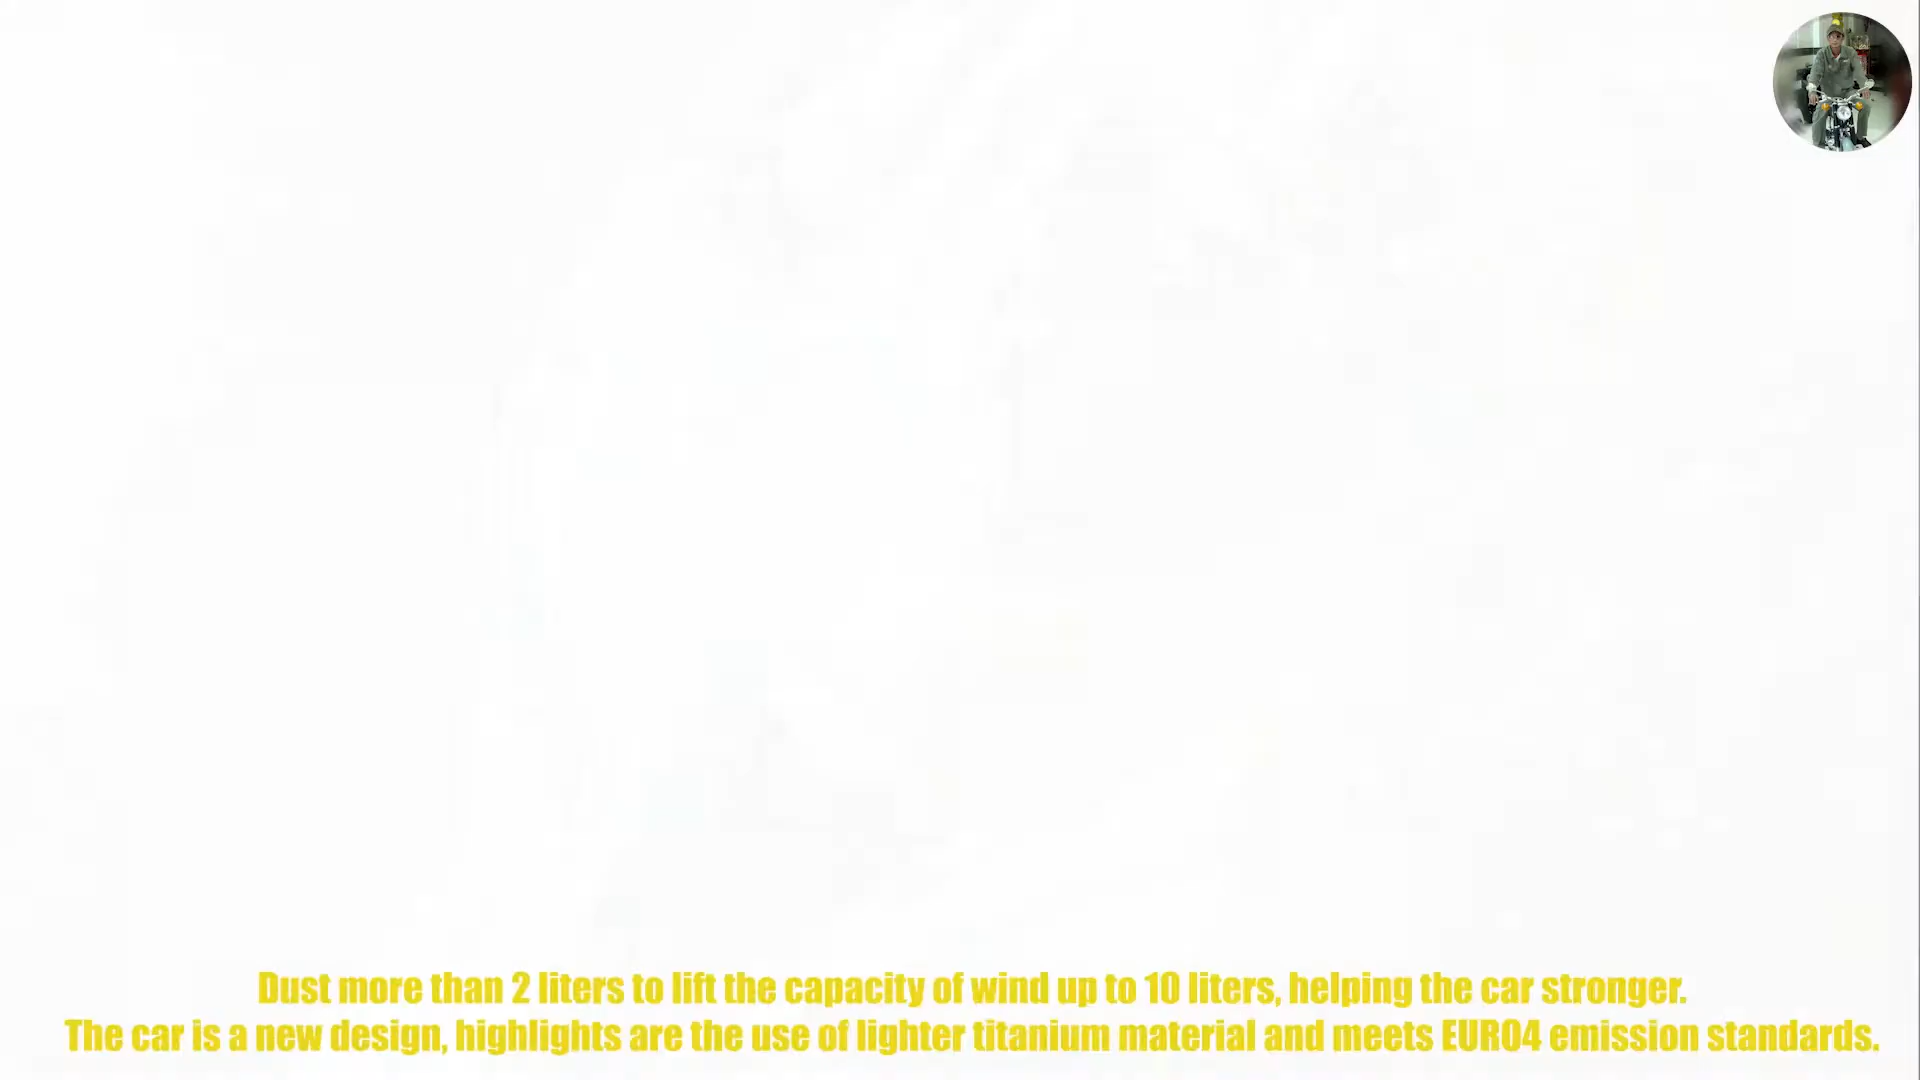 Dust more than 2 liters to lift the capacity of wind up to 10 liters, helping the car stronger.
The car is a new design, highlights are the use of lighter titanium material and meets EURO4 emission standards.